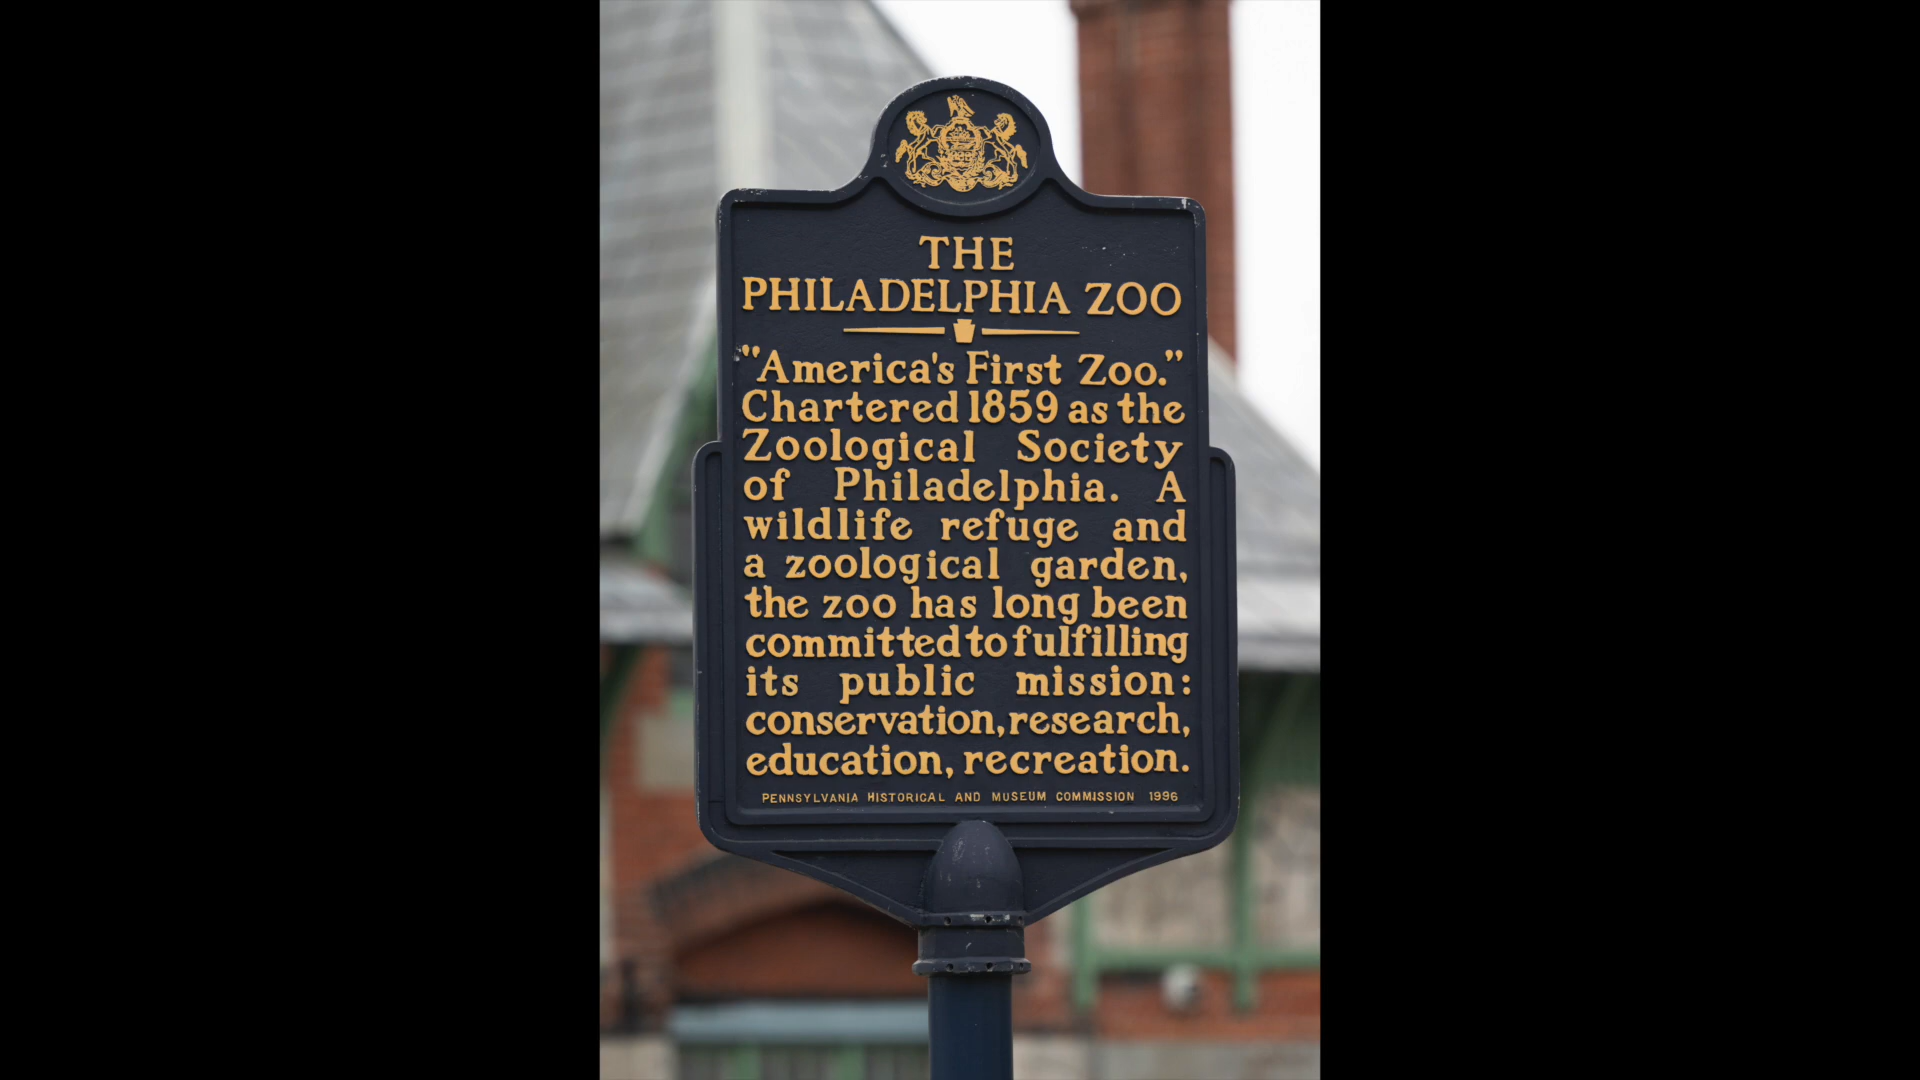 THE
PHILADELPHIA ZOO
"America's First Zoo."
Chartered 1859 as the
Zoological Society
of Philadelphia. A
wildlife refuge and
a zoological garden,
the zoo has long been
committed to fulfilling
its public mission:
conservation, research,
education, recreation.
PENNSYLVANIA HISTORICAL AND MUSEUM COMMISSION 1996